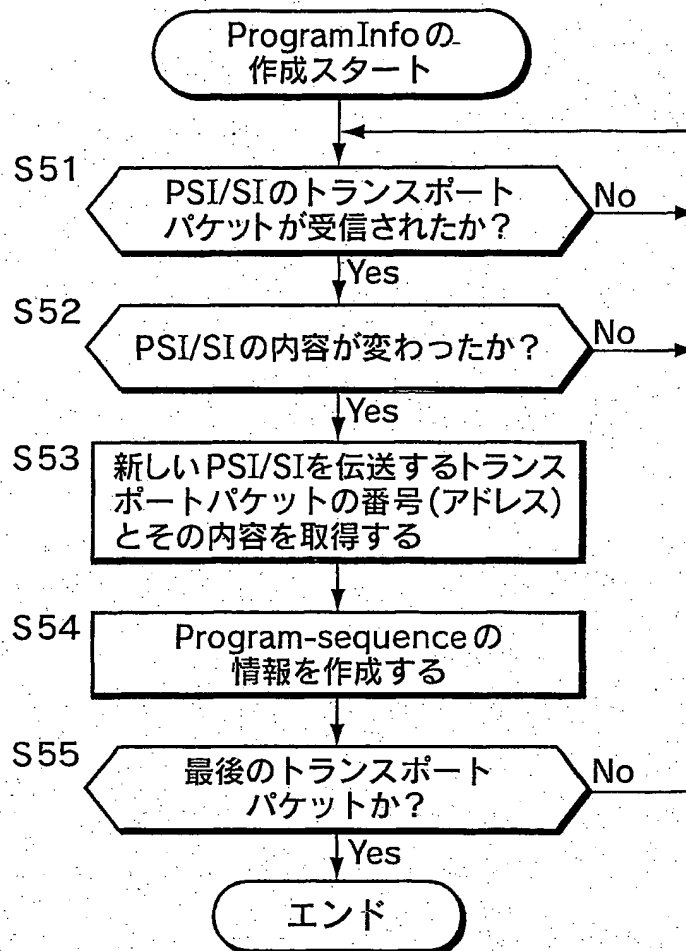 ProgramInfoの
作成スタート
S51
PSI/SIのトランスポート
パケットが受信されたか？
No
Yes
S52
PSI/SIの内容が変わったか？
No
Yes
S53
新しいPSI/SIを伝送するトランス
ポートパケットの番号(アドレス)
とその内容を取得する
S54
Program-sequenceの
情報を作成する
S55
最後のトランスポート
パケットか？
No
Yes
エンド